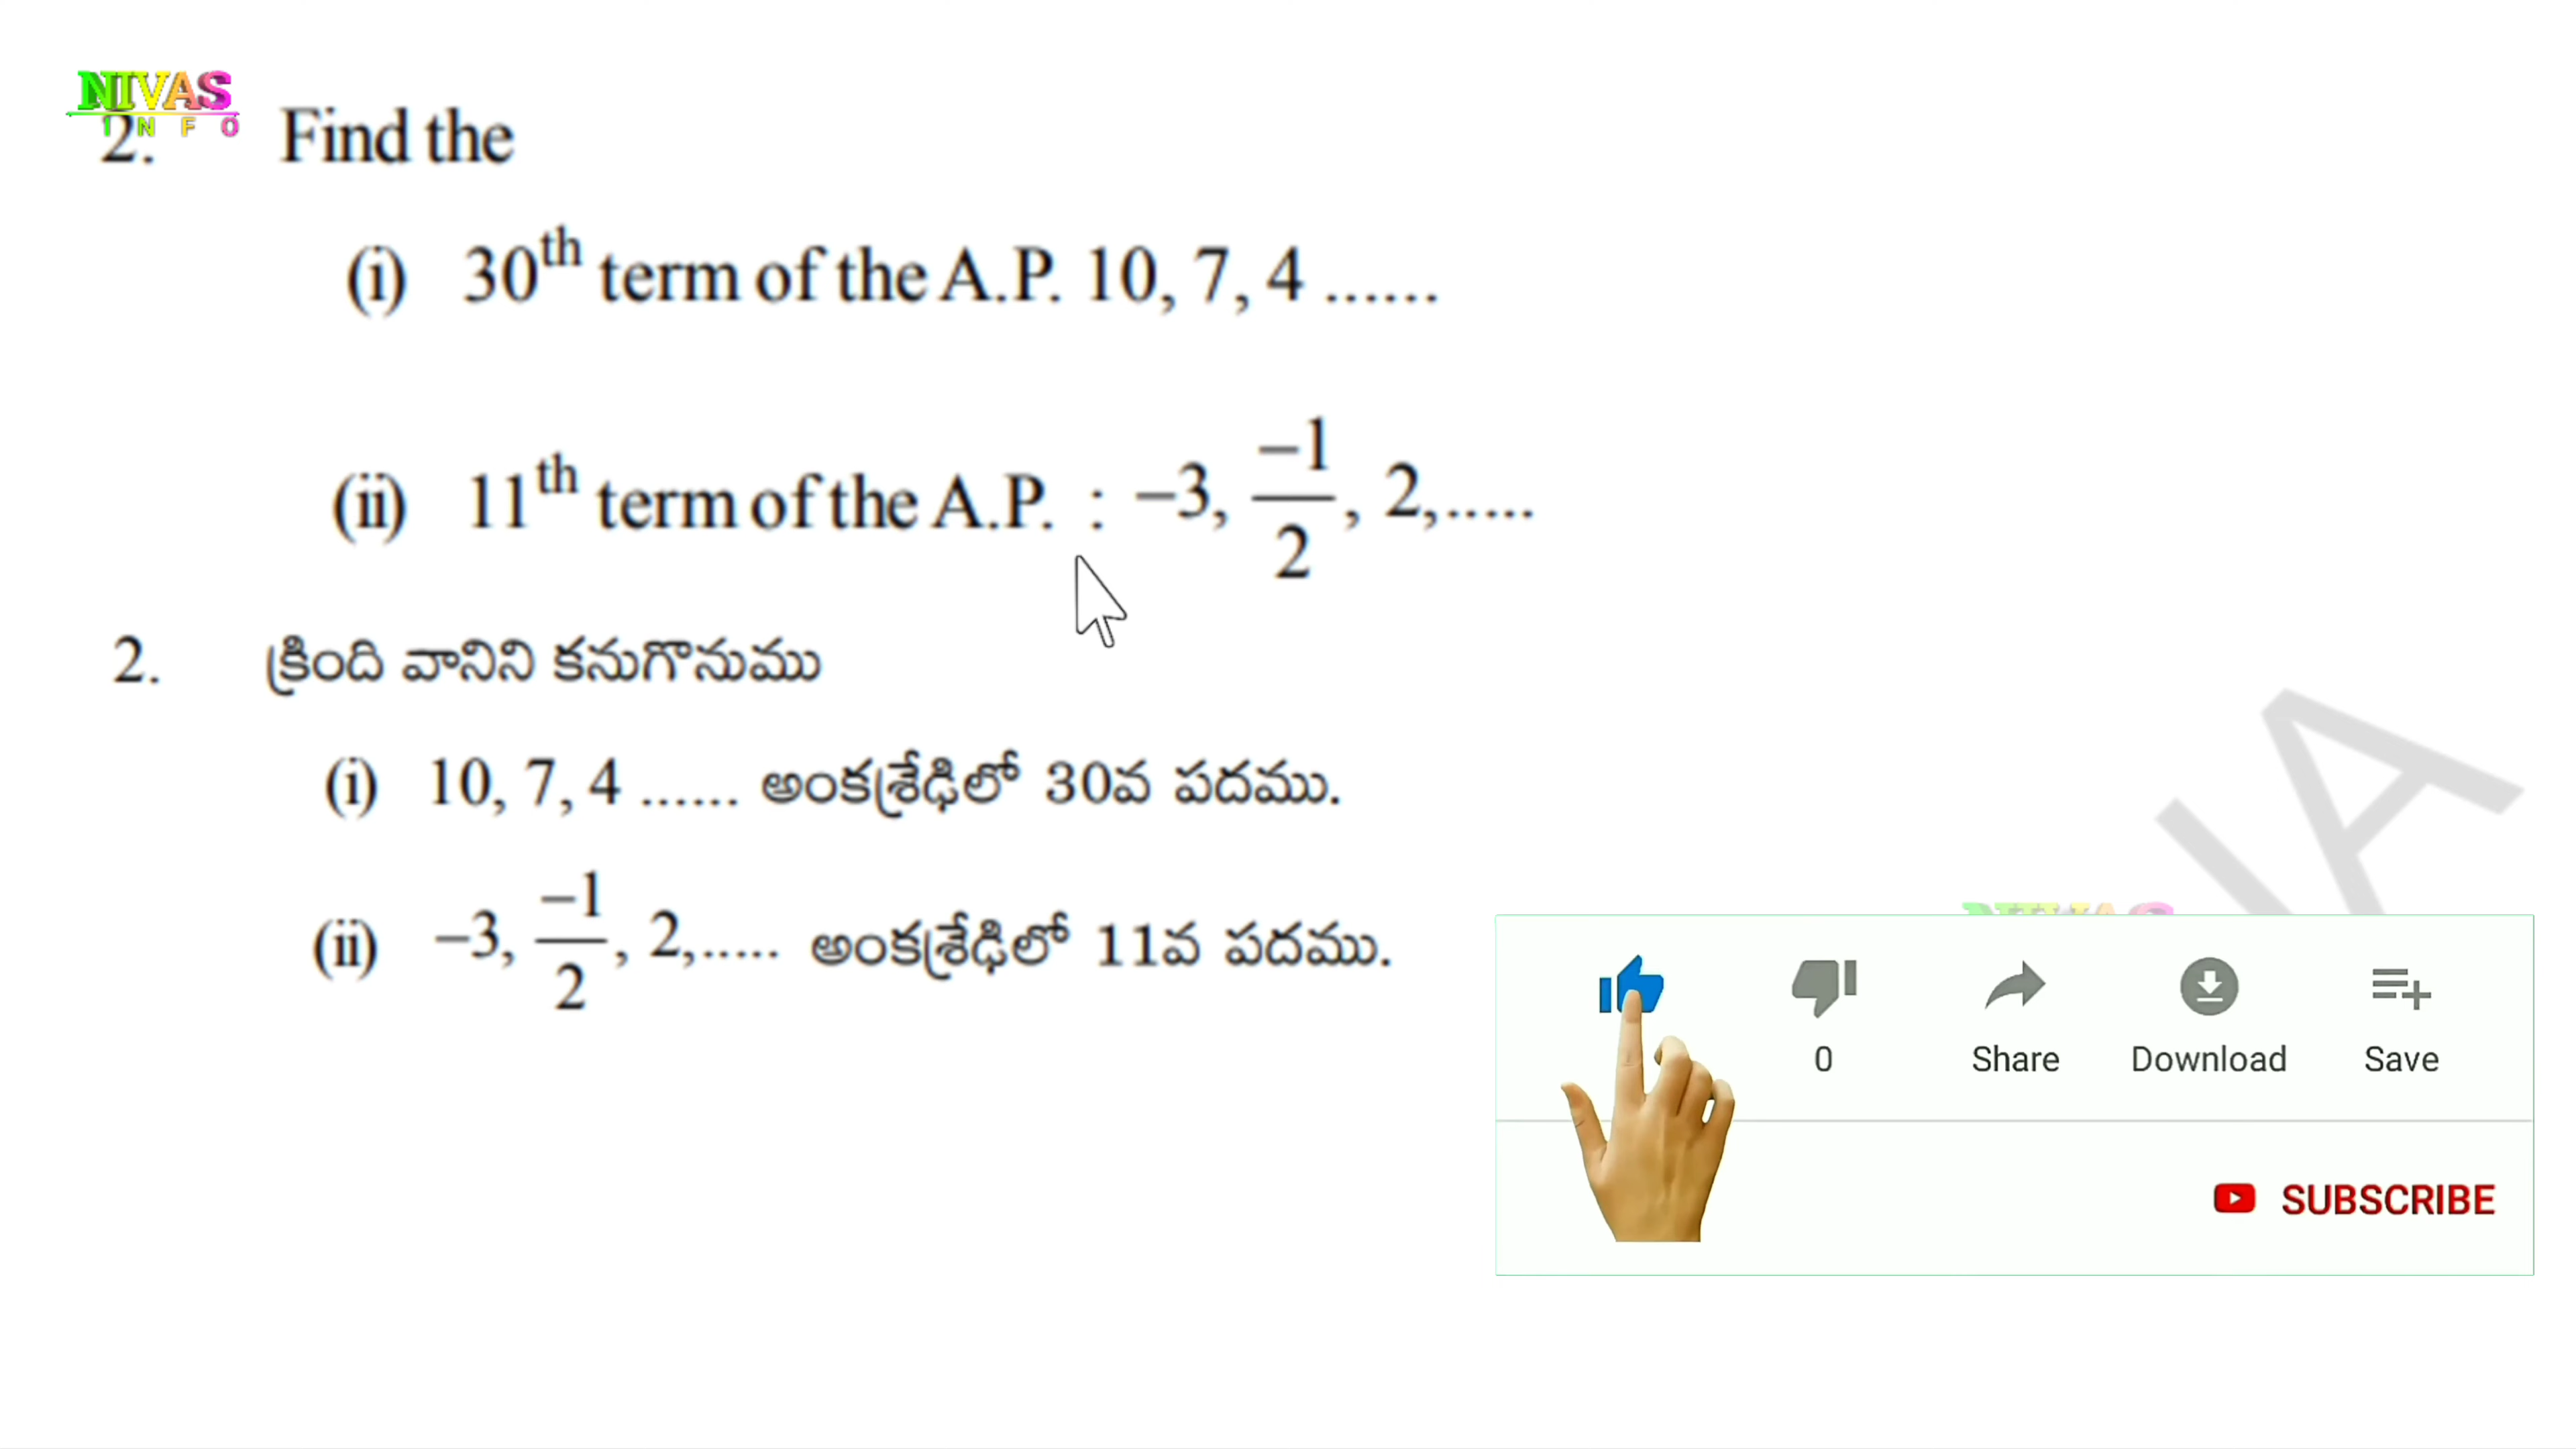 NIVAS
INFO
2. Find the
(i) 30th term of the A.P. 10, 7, 4 ......
(ii) 11th term of the A.P. : −3, −1/2, 2,.....
2. క్రింది వానిని కనుగొనుము
(i) 10, 7, 4 ...... అంకశ్రేఢిలో 30వ పదము.
(ii) −3, −1/2, 2,..... అంకశ్రేఢిలో 11వ పదము.
0 Share Download Save
SUBSCRIBE